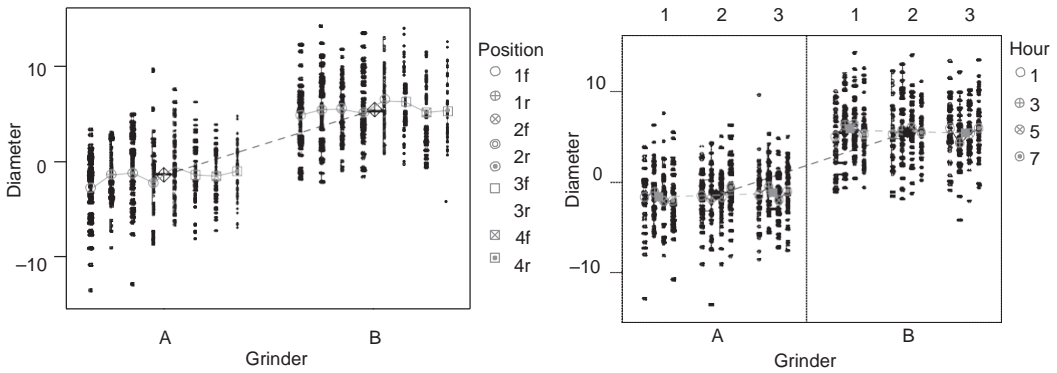 Diameter
10
0
–10
A
B
Grinder
Position
1f
1r
2f
2r
3f
3r
4f
4r
1
2
3
1
2
3
Diameter
10
0
–10
A
B
Grinder
Hour
1
3
5
7